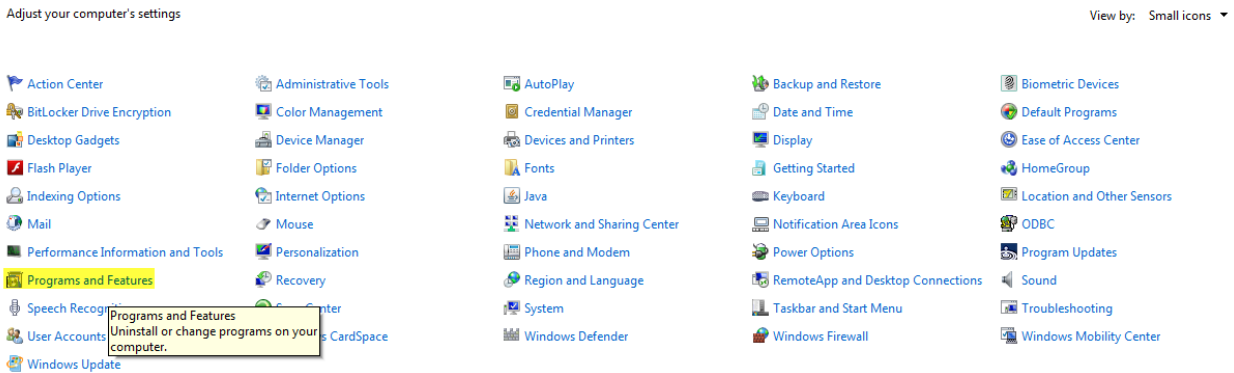 Adjust your computer's settings
View by: Small icons
Action Center
Administrative Tools
AutoPlay
Backup and Restore
Biometric Devices
BitLocker Drive Encryption
Color Management
Credential Manager
Date and Time
Default Programs
Desktop Gadgets
Device Manager
Devices and Printers
Display
Ease of Access Center
Flash Player
Folder Options
Fonts
Getting Started
HomeGroup
Indexing Options
Internet Options
Java
Keyboard
Location and Other Sensors
Mail
Mouse
Network and Sharing Center
Notification Area Icons
ODBC
Performance Information and Tools
Personalization
Phone and Modem
Power Options
Program Updates
Programs and Features
Recovery
Region and Language
RemoteApp and Desktop Connections
Sound
Speech
System
Taskbar and Start Menu
Troubleshooting
Programs and Features
Uninstall or change programs on your
computer.
User Accounts
CardSpace
Windows Defender
Windows Firewall
Windows Mobility Center
Windows Update